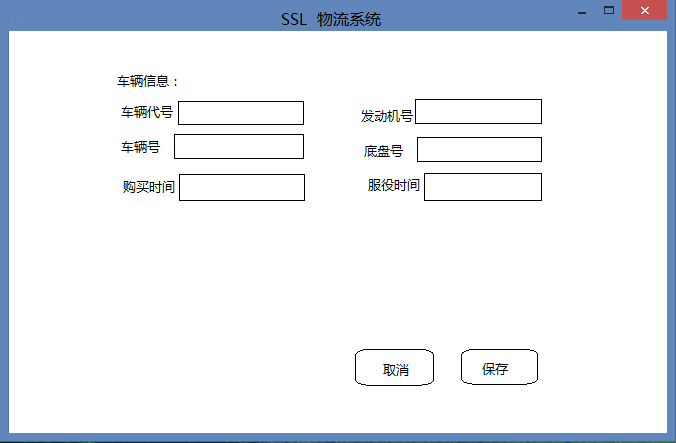 SSL 物流系统
车辆信息：
车辆代号 发动机号
车辆号 底盘号
购买时间 服役时间
取消 保存